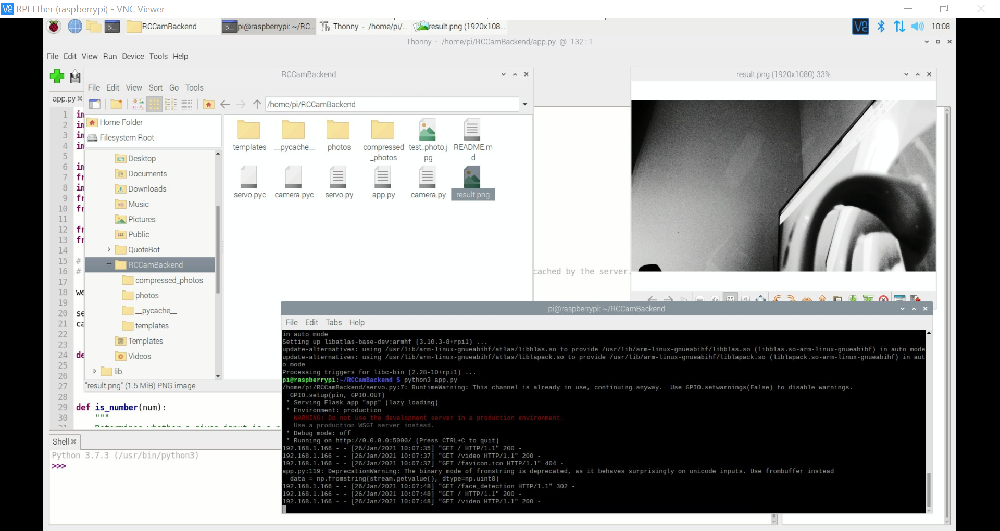 RPI Ether (raspberrypi) - VNC Viewer
RCCamBackend
pi@raspberrypi: ~/RC...
Thonny - /home/pi/...
result.png (1920x108...
10:08
Thonny - /home/pi/RCCamBackend/app.py @ 132 : 1
File Edit View Run Device Tools Help
RCCamBackend
File Edit View Sort Go Tools
/home/pi/RCCamBackend
app.py
Home Folder
Filesystem Root
Desktop
Documents
Downloads
Music
Pictures
Public
QuoteBot
RCCamBackend
compressed_photos
photos
__pycache__
templates
Templates
Videos
lib
templates
__pycache__
photos
compressed
_photos
test_photo.j
pg
README.m
d
servo.pyc
camera.pyc
servo.py
app.py
camera.py
result.png
"result.png" (1.5 MiB) PNG image
1 im
2 im
3 im
4 im
5
6 im
7 fr
8 im
9 fr
10 fr
11
12 fr
13 fr
14
15 #
16 #
cached by the server.
17
18 we
19
20 se
21 ca
22
23
24 de
25
26
27
28
29 def is_number(num):
30 """
31 Determines whether a given input is a n
result.png (1920x1080) 33%
pi@raspberrypi: ~/RCCamBackend
File Edit Tabs Help
in auto mode
Setting up libatlas-base-dev:armhf (3.10.3-8+rpi1) ...
update-alternatives: using /usr/lib/arm-linux-gnueabihf/atlas/libblas.so to provide /usr/lib/arm-linux-gnueabihf/libblas.so (libblas.so-arm-linux-gnueabihf) in auto mode
update-alternatives: using /usr/lib/arm-linux-gnueabihf/atlas/liblapack.so to provide /usr/lib/arm-linux-gnueabihf/liblapack.so (liblapack.so-arm-linux-gnueabihf) in aut
o mode
Processing triggers for libc-bin (2.28-10+rpi1) ...
pi@raspberrypi:~/RCCamBackend $ python3 app.py
/home/pi/RCCamBackend/servo.py:7: RuntimeWarning: This channel is already in use, continuing anyway.  Use GPIO.setwarnings(False) to disable warnings.
GPIO.setup(pin, GPIO.OUT)
* Serving Flask app "app" (lazy loading)
* Environment: production
WARNING: Do not use the development server in a production environment.
Use a production WSGI server instead.
* Debug mode: off
* Running on http://0.0.0.0:5000/ (Press CTRL+C to quit)
192.168.1.166 - - [26/Jan/2021 10:07:35] "GET / HTTP/1.1" 200 -
192.168.1.166 - - [26/Jan/2021 10:07:37] "GET /video HTTP/1.1" 200 -
192.168.1.166 - - [26/Jan/2021 10:07:37] "GET /favicon.ico HTTP/1.1" 404 -
app.py:119: DeprecationWarning: The binary mode of fromstring is deprecated, as it behaves surprisingly on unicode inputs. Use frombuffer instead
data = np.fromstring(stream.getvalue(), dtype=np.uint8)
192.168.1.166 - - [26/Jan/2021 10:07:48] "GET /face_detection HTTP/1.1" 302 -
192.168.1.166 - - [26/Jan/2021 10:07:48] "GET / HTTP/1.1" 200 -
192.168.1.166 - - [26/Jan/2021 10:07:48] "GET /video HTTP/1.1" 200 -
Shell
Python 3.7.3 (/usr/bin/python3)
>>>